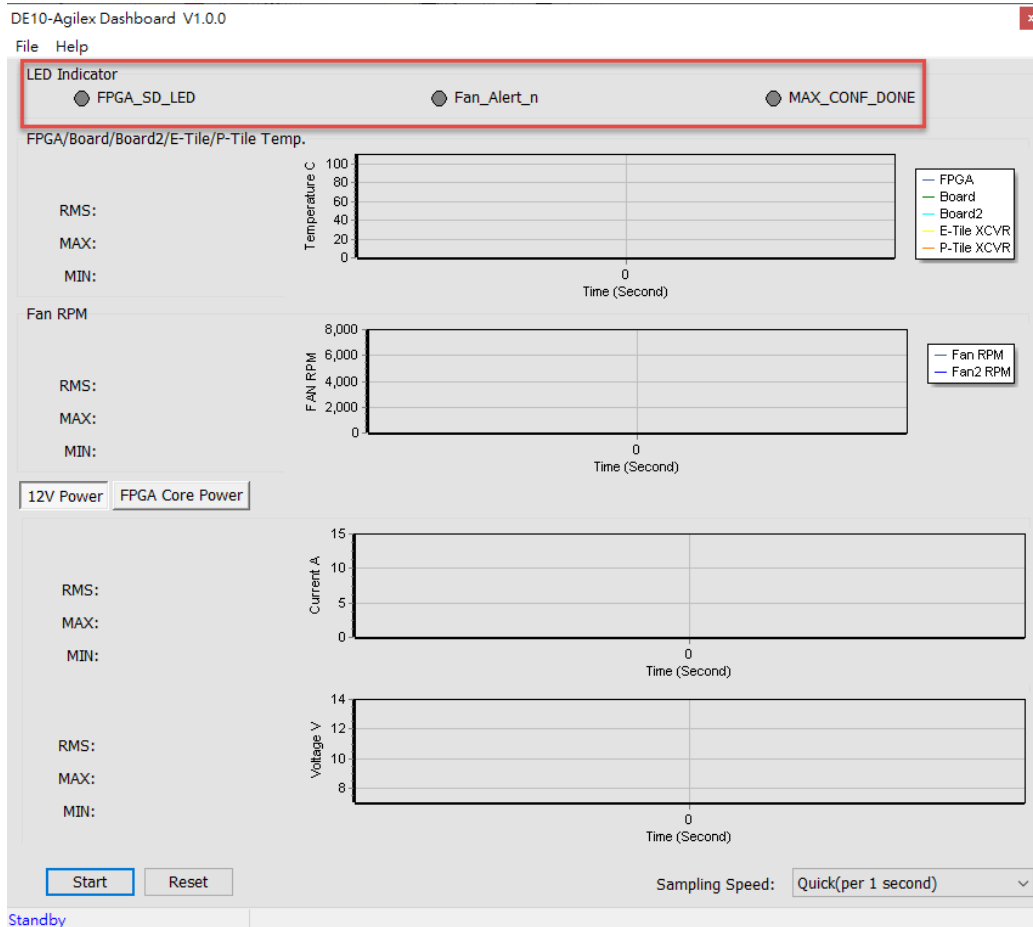 DE10-Agilex Dashboard V1.0.0
File Help
LED Indicator
FPGA_SD_LED Fan_Alert_n MAX_CONF_DONE
FPGA/Board/Board2/E-Tile/P-Tile Temp.
RMS:
MAX:
MIN:
Temperature C
100
80
60
40
20
0
0
Time (Second)
FPGA
Board
Board2
E-Tile XCVR
P-Tile XCVR
Fan RPM
RMS:
MAX:
MIN:
FAN RPM
8,000
6,000
4,000
2,000
0
0
Time (Second)
Fan RPM
Fan2 RPM
12V Power FPGA Core Power
RMS:
MAX:
MIN:
Current A
15
10
5
0
0
Time (Second)
RMS:
MAX:
MIN:
Voltage V
14
12
10
8
0
Time (Second)
Start Reset Sampling Speed: Quick(per 1 second)
Standby